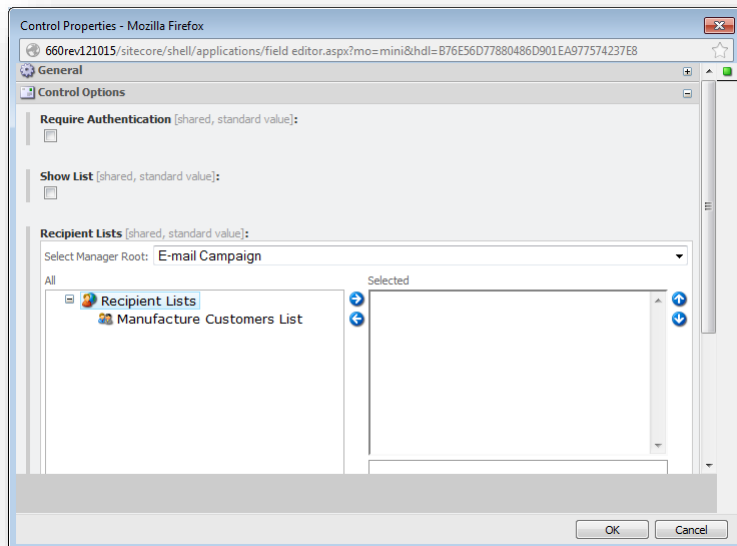 Control Properties - Mozilla Firefox
660rev121015/sitecore/shell/applications/field editor.aspx?mo=mini&hdl=B76E56D77880486D901EA977574237E8
General
Control Options
Require Authentication [shared, standard value]:
Show List [shared, standard value]:
Recipient Lists [shared, standard value]:
Select Manager Root: E-mail Campaign
All Selected
Recipient Lists
Manufacture Customers List
OK Cancel